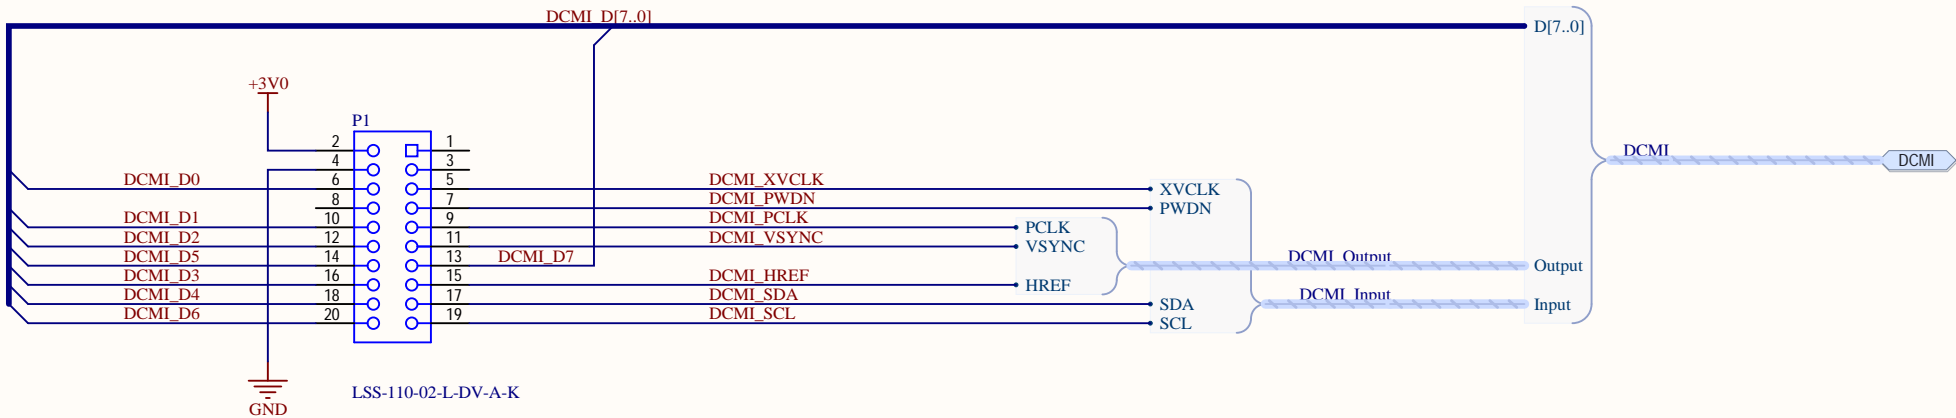 DCMI_D[7..0]
D[7..0]
+3V0
P1
2 1
4 3
DCMI DCMI
DCMI_D0 6 5 DCMI_XVCLK XVCLK
8 7 DCMI_PWDN PWDN
DCMI_D1 10 9 DCMI_PCLK PCLK
DCMI_D2 12 11 DCMI_VSYNC VSYNC
DCMI_D5 14 13 DCMI_D7 DCMI_Output Output
DCMI_D3 16 15 DCMI_HREF HREF
DCMI_D4 18 17 DCMI_SDA SDA DCMI_Input Input
DCMI_D6 20 19 DCMI_SCL SCL
LSS-110-02-L-DV-A-K
GND